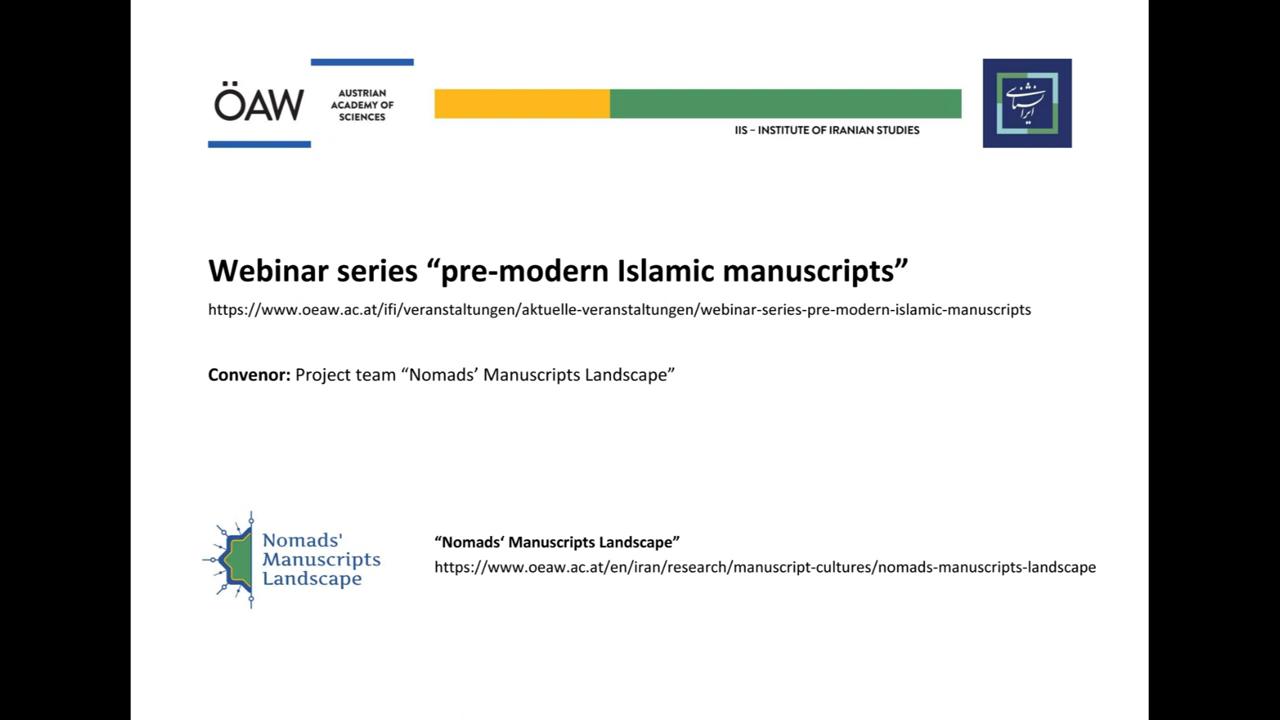 ÖAW
AUSTRIAN
ACADEMY OF
SCIENCES
IIS – INSTITUTE OF IRANIAN STUDIES
ایران‌شناسی
Webinar series “pre-modern Islamic manuscripts”
https://www.oeaw.ac.at/ifi/veranstaltungen/aktuelle-veranstaltungen/webinar-series-pre-modern-islamic-manuscripts
Convenor: Project team “Nomads’ Manuscripts Landscape”
Nomads'
Manuscripts
Landscape
“Nomads‘ Manuscripts Landscape”
https://www.oeaw.ac.at/en/iran/research/manuscript-cultures/nomads-manuscripts-landscape